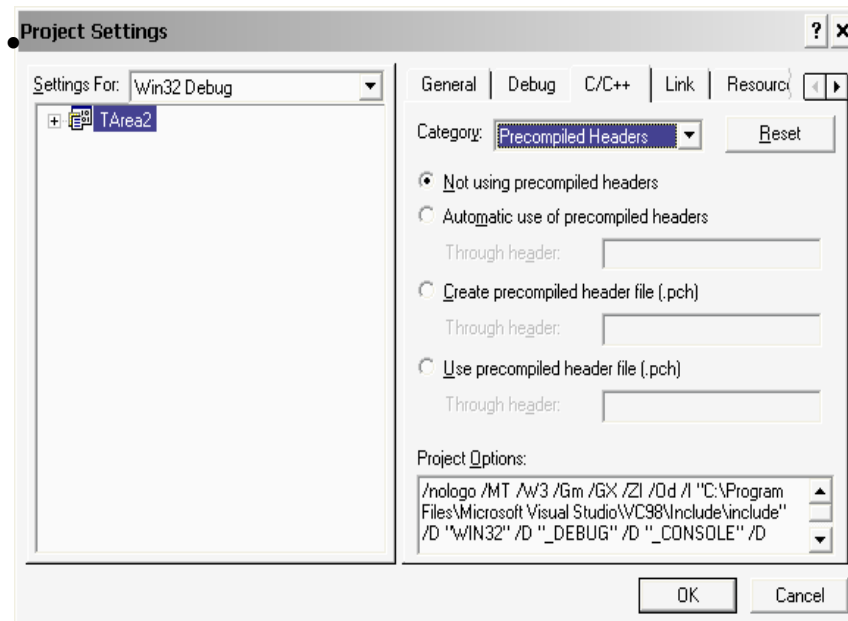 Project Settings
Settings For: Win32 Debug
TArea2
General Debug C/C++ Link Resourc
Category: Precompiled Headers Reset
Not using precompiled headers
Automatic use of precompiled headers
Through header:
Create precompiled header file (.pch)
Through header:
Use precompiled header file (.pch)
Through header:
Project Options:
/nologo /MT /W3 /Gm /GX /ZI /Od /I "C:\Program
Files\Microsoft Visual Studio\VC98\Include\include"
/D "WIN32" /D "_DEBUG" /D "_CONSOLE" /D
OK Cancel